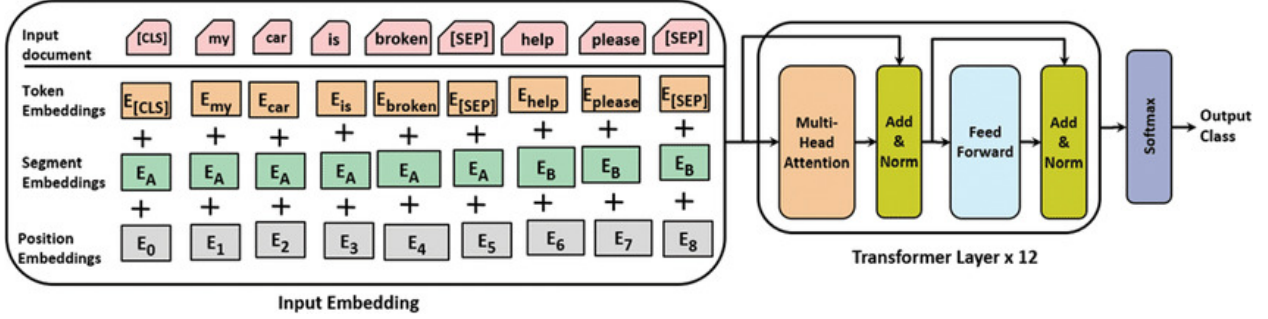 Input document [CLS] my car is broken [SEP] help please [SEP]
Token Embeddings E[CLS] Emy Ecar Eis Ebroken E[SEP] Ehelp Eplease E[SEP]
+ + + + + + + + +
Segment Embeddings EA EA EA EA EA EA EB EB EB
+ + + + + + + + +
Position Embeddings E0 E1 E2 E3 E4 E5 E6 E7 E8
Input Embedding
Multi-
Head
Attention
Add
&
Norm
Feed
Forward
Add
&
Norm
Transformer Layer x 12
Softmax
Output
Class